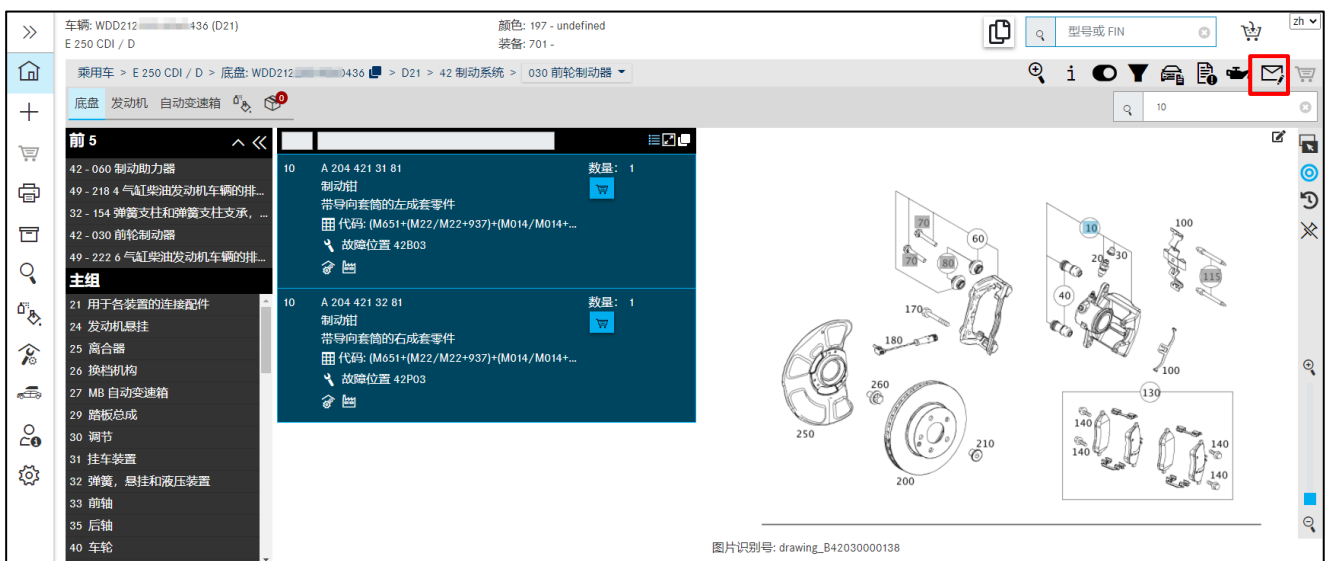 车辆: WDD212 436 (D21)
E 250 CDI / D
颜色: 197 - undefined
装备: 701 -
型号或 FIN
zh
乘用车 > E 250 CDI / D > 底盘: WDD212 0436 > D21 > 42 制动系统 > 030 前轮制动器
底盘 发动机 自动变速箱 0
10
前 5
42 - 060 制动助力器
49 - 218 4 气缸柴油发动机车辆的排...
32 - 154 弹簧支柱和弹簧支柱支承, ...
42 - 030 前轮制动器
49 - 222 6 气缸柴油发动机车辆的排...
主组
21 用于各装置的连接配件
24 发动机悬挂
25 离合器
26 换档机构
27 MB 自动变速箱
29 踏板总成
30 调节
31 挂车装置
32 弹簧，悬挂和液压装置
33 前轴
35 后轴
40 车轮
10 A 204 421 31 81 数量: 1
制动钳
带导向套筒的左成套零件
代码: (M651+(M22/M22+937)+(M014/M014+...
故障位置 42B03
10 A 204 421 32 81 数量: 1
制动钳
带导向套筒的右成套零件
代码: (M651+(M22/M22+937)+(M014/M014+...
故障位置 42P03
70
60
70
80
10
100
20
30
115
40
170
180
100
260
130
140
140
140
140
250
210
200
图片识别号: drawing_B42030000138